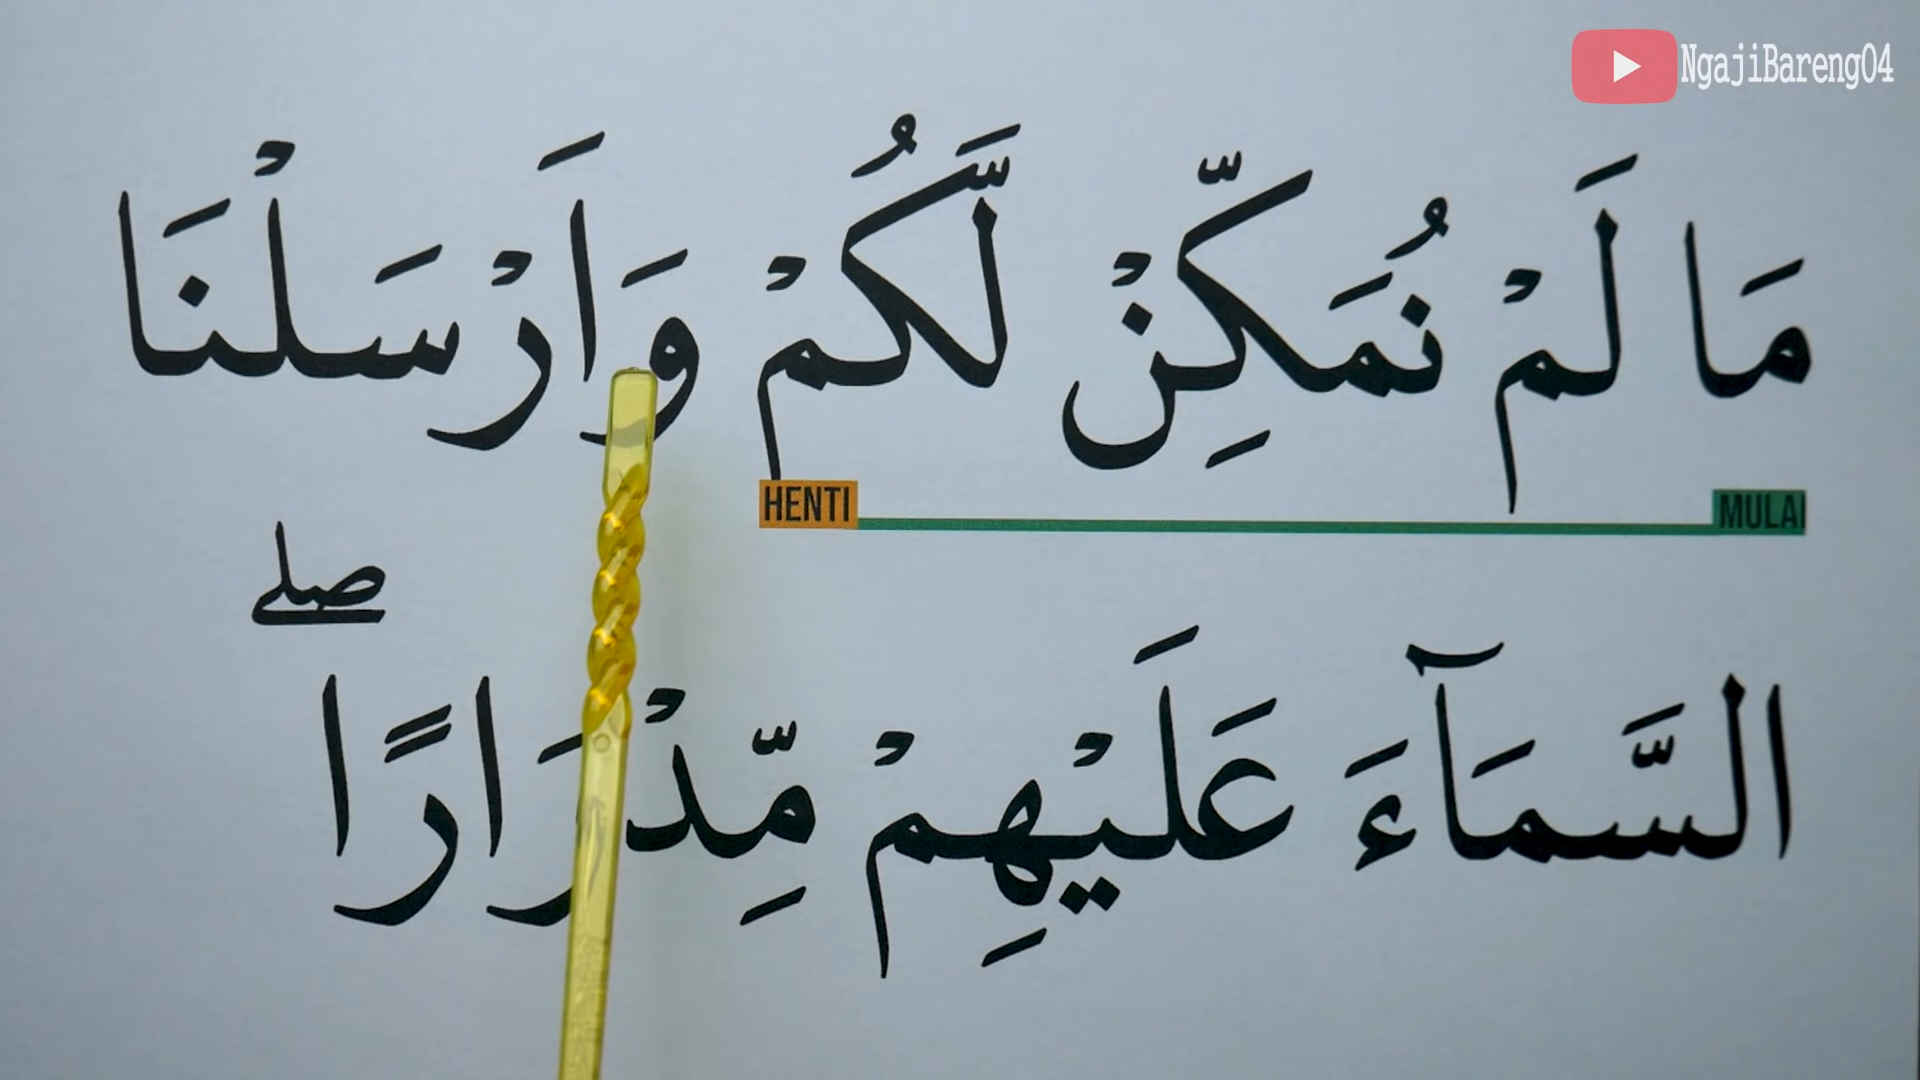 NgajiBareng04
مَا لَمْ نُمَكِّنْ لَّكُمْ وَاَرْسَلْنَا
HENTI MULAI
صلے
السَّمَآءَ عَلَيْهِمْ مِّدْرَارًا